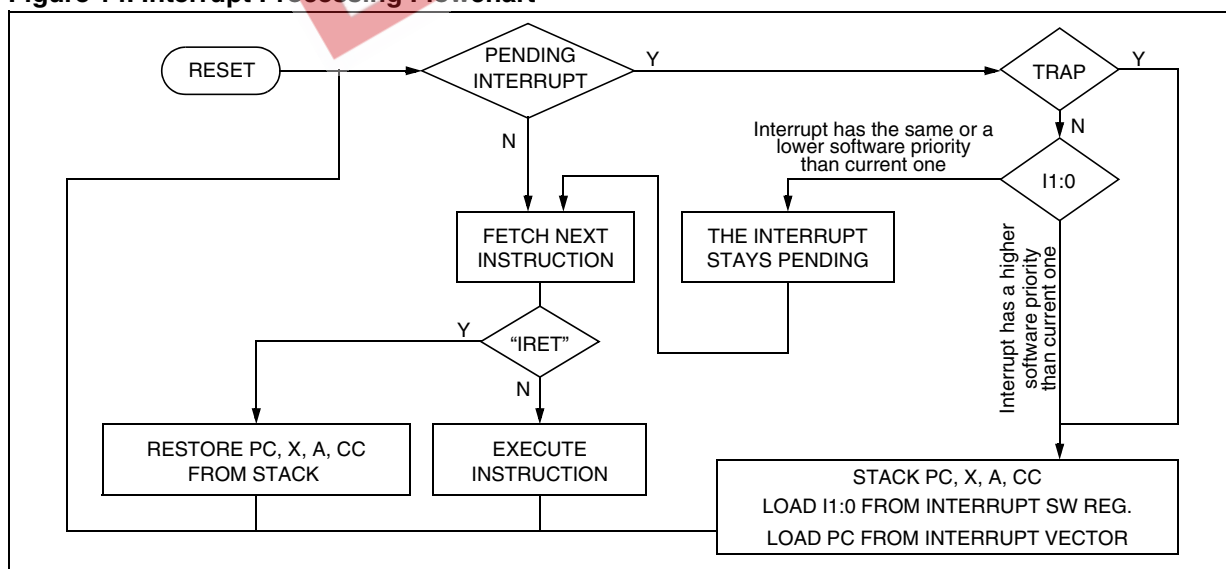 RESET
PENDING
INTERRUPT
Y
TRAP
Y
N
N
Interrupt has the same or a
lower software priority
than current one
I1:0
FETCH NEXT
INSTRUCTION
THE INTERRUPT
STAYS PENDING
Interrupt has a higher
software priority
than current one
Y
“IRET”
N
RESTORE PC, X, A, CC
FROM STACK
EXECUTE
INSTRUCTION
STACK PC, X, A, CC
LOAD I1:0 FROM INTERRUPT SW REG.
LOAD PC FROM INTERRUPT VECTOR